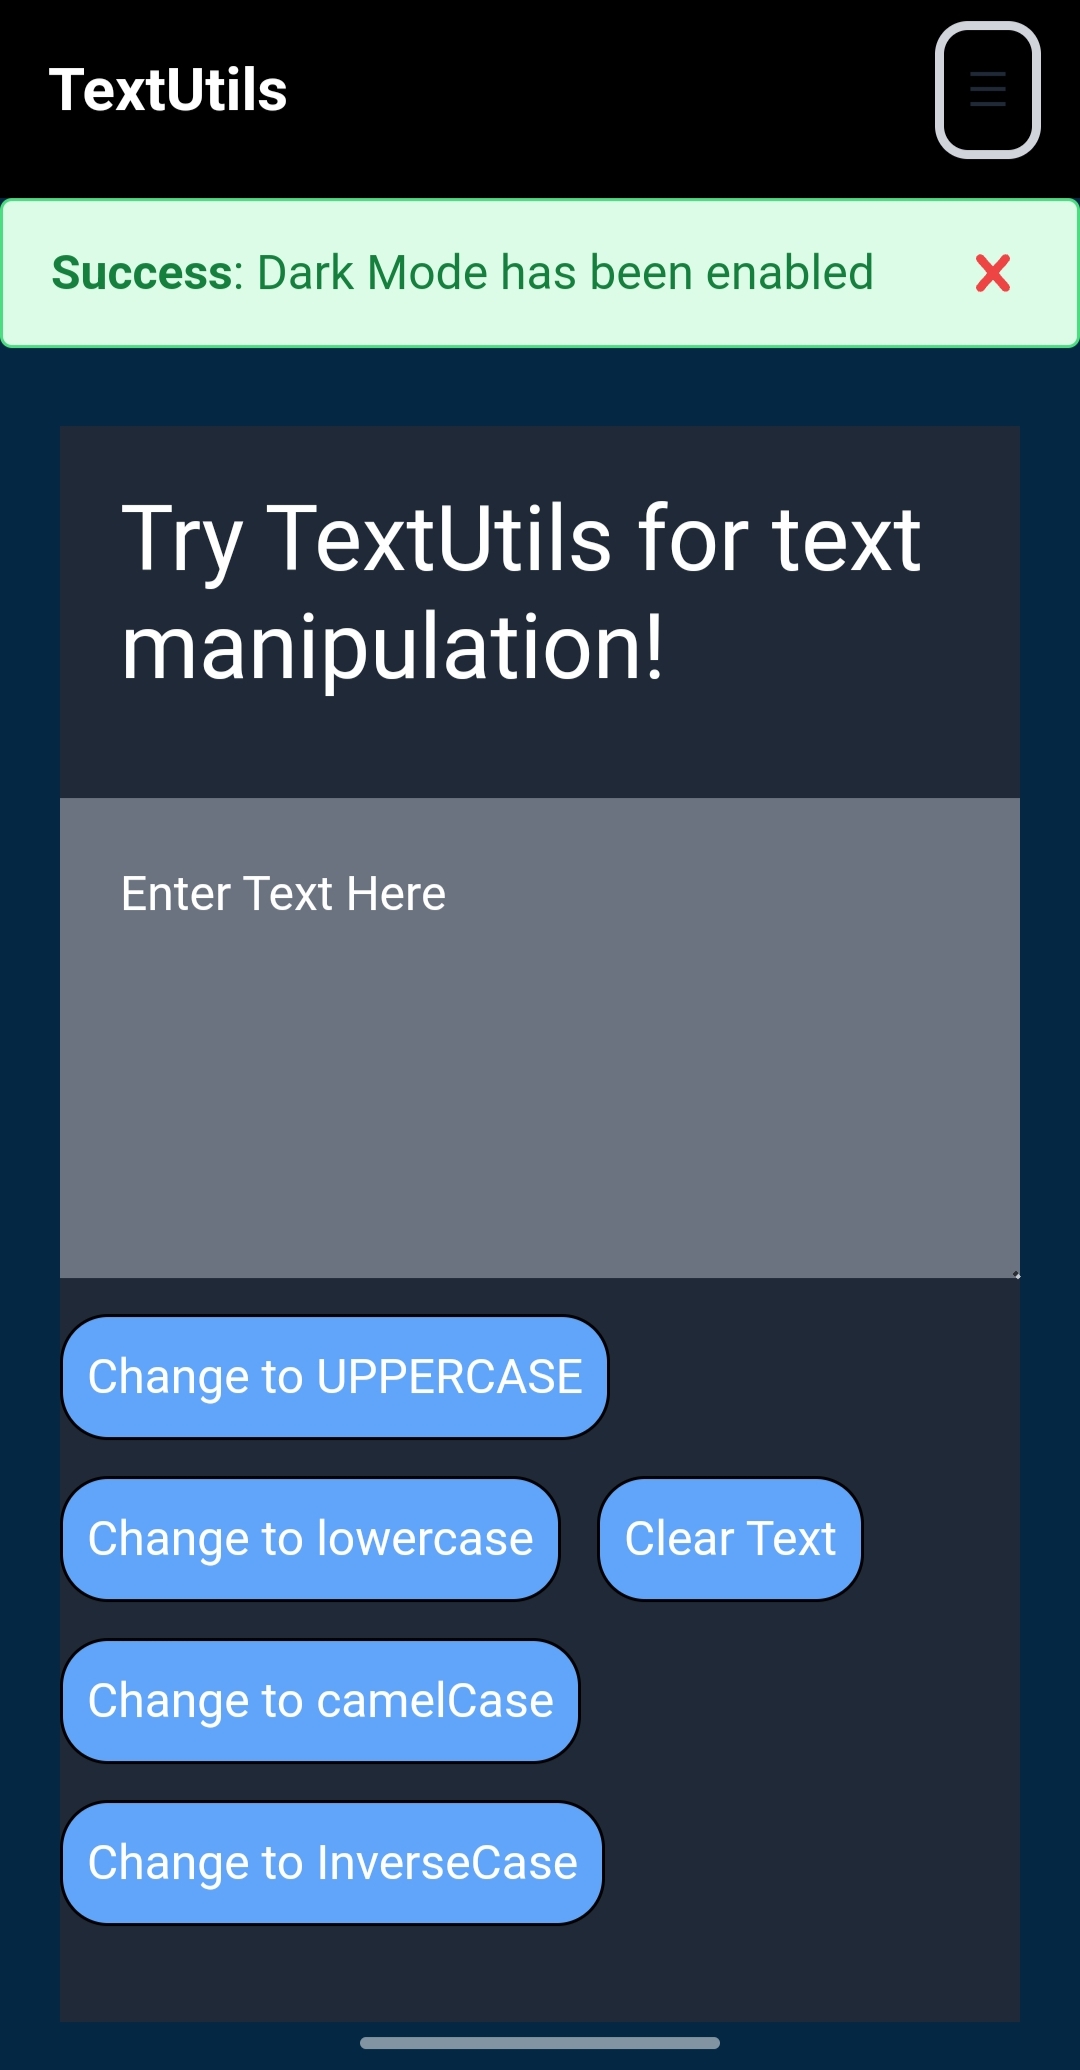 TextUtils
Success: Dark Mode has been enabled
Try TextUtils for text
manipulation!
Enter Text Here
Change to UPPERCASE
Change to lowercase Clear Text
Change to camelCase
Change to InverseCase